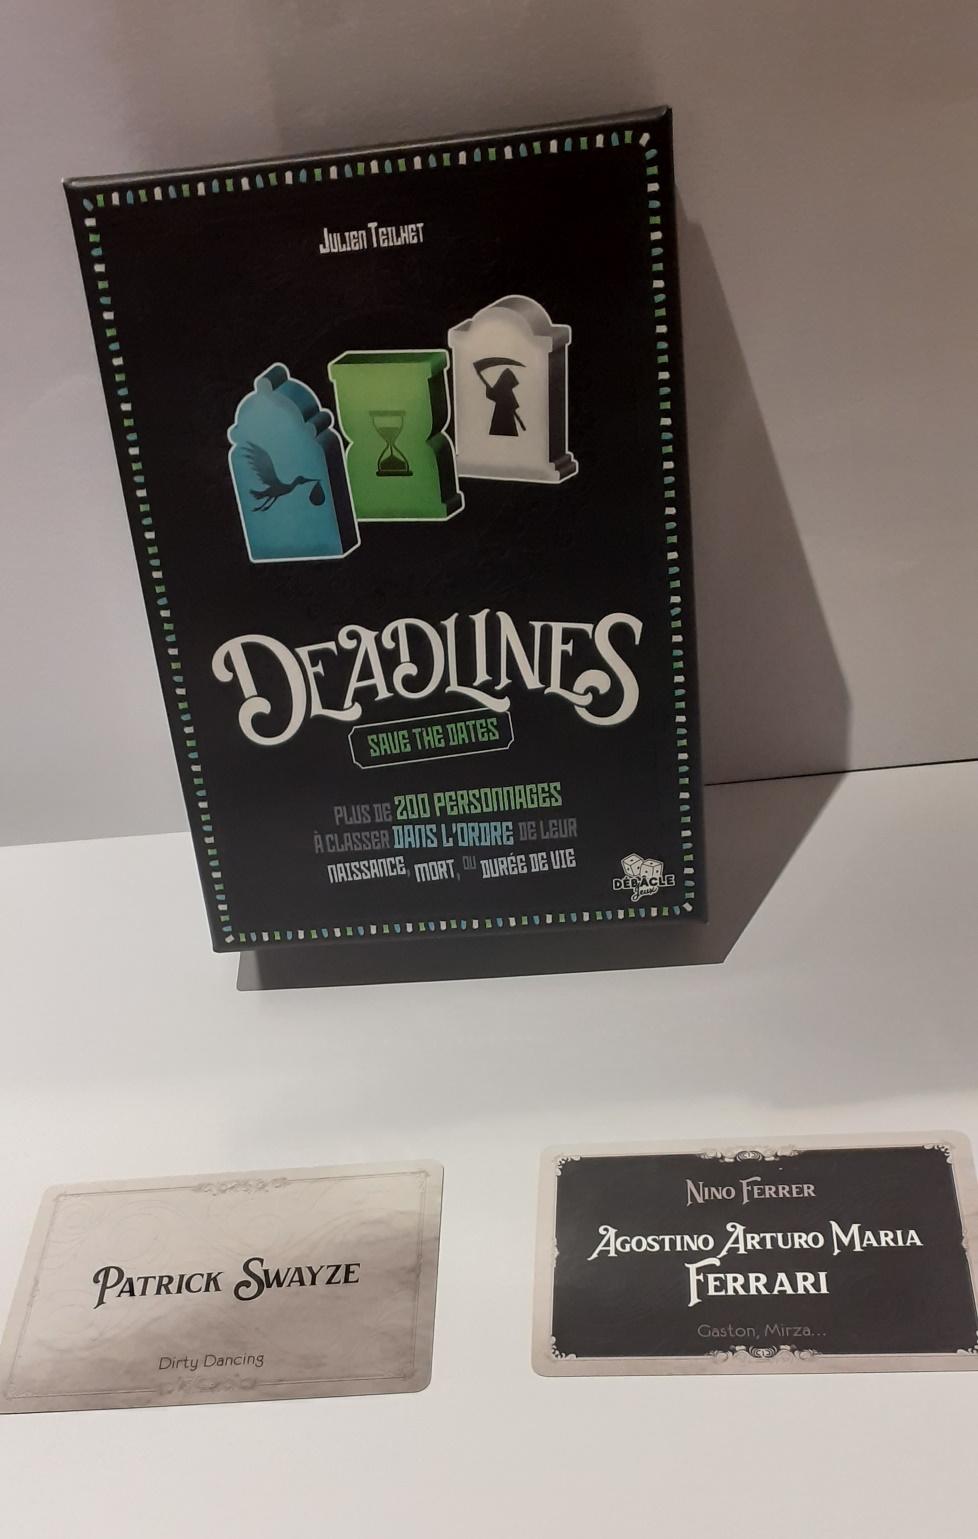 Julien Teilhet
DEADLINES
SAVE THE DATES
PLUS DE 200 PERSONNAGES
À CLASSER DANS L'ORDRE DE LEUR
NAISSANCE, MORT, OU DURÉE DE VIE
DÉBÂCLE
Jeux
PATRICK SWAYZE
Dirty Dancing
NINO FERRER
AGOSTINO ARTURO MARIA
FERRARI
Gaston, Mirza...